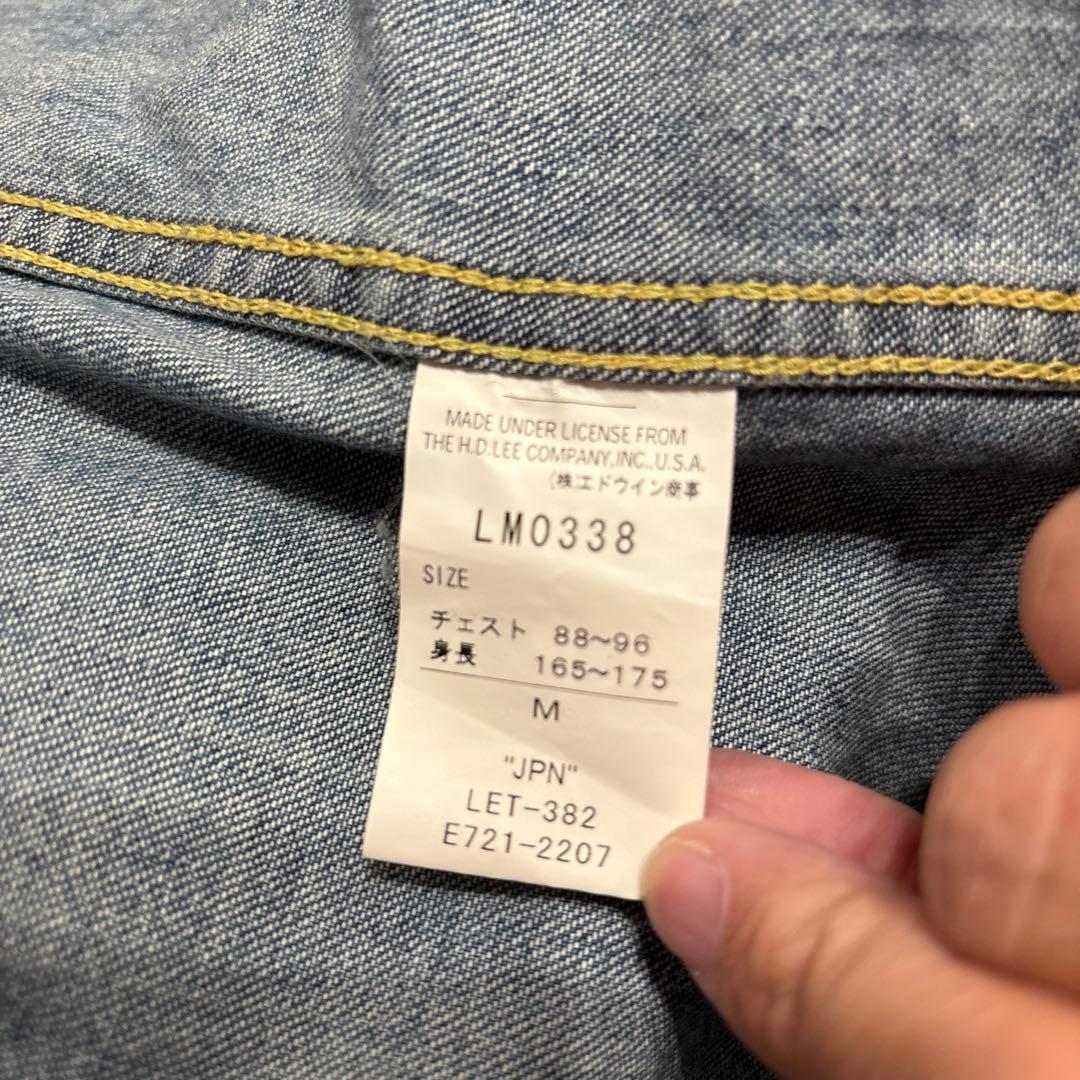 MADE UNDER LICENSE FROM
THE H.D.LEE COMPANY,INC.,U.S.A.
(株)エドウイン商事
LM0338
SIZE
チェスト 88〜96
身長 165〜175
M
"JPN"
LET-382
E721-2207